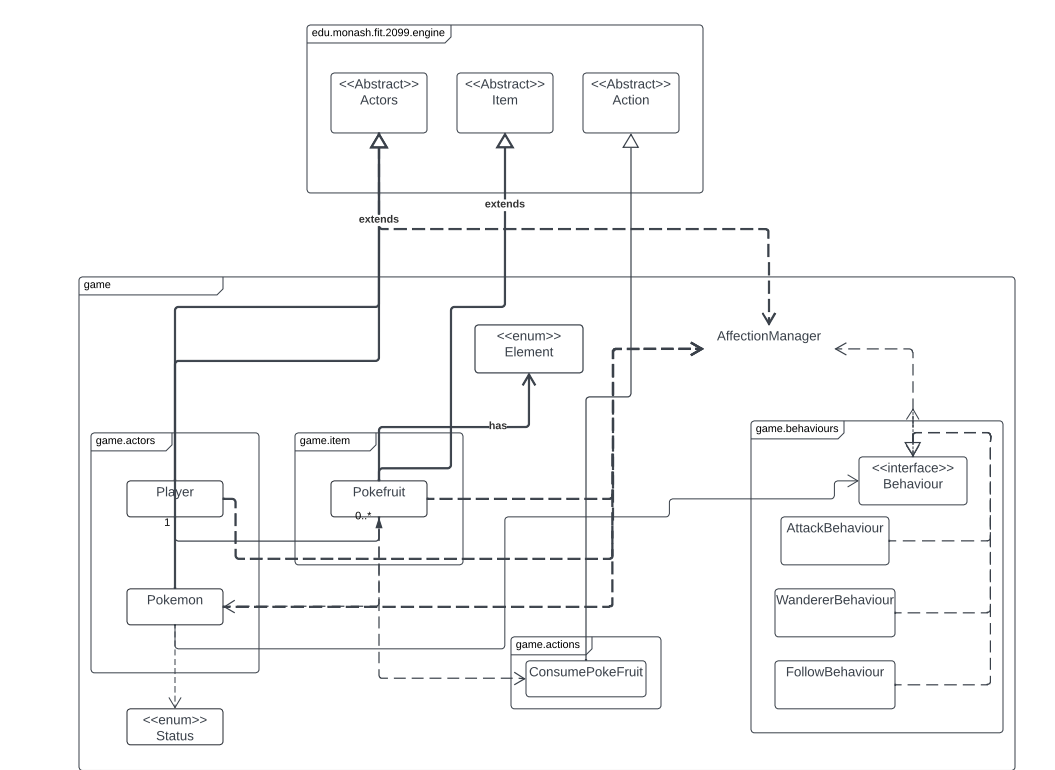 edu.monash.fit.2099.engine
<<Abstract>>
Actors
<<Abstract>>
Item
<<Abstract>>
Action
extends
extends
game
<<enum>>
Element
AffectionManager
has
game.actors
game.item
game.behaviours
Player
1
Pokefruit
0..*
<<interface>>
Behaviour
AttackBehaviour
Pokemon
WandererBehaviour
game.actions
ConsumePokeFruit
FollowBehaviour
<<enum>>
Status